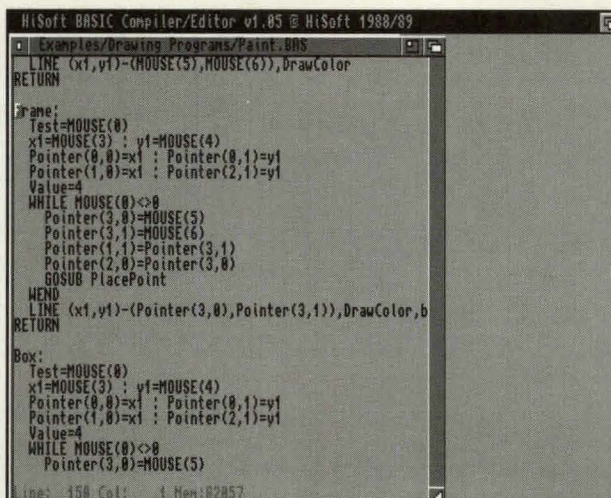 HiSoft BASIC Compiler/Editor v1.05 © HiSoft 1988/89
Examples/Drawing Programs/Paint.BAS
LINE (x1,y1)-(MOUSE(5),MOUSE(6)),DrawColor
RETURN
Frame:
Test=MOUSE(0)
x1=MOUSE(3) : y1=MOUSE(4)
Pointer(0,0)=x1 : Pointer(0,1)=y1
Pointer(1,0)=x1 : Pointer(2,1)=y1
Value=4
WHILE MOUSE(0)<>0
Pointer(3,0)=MOUSE(5)
Pointer(3,1)=MOUSE(6)
Pointer(1,1)=Pointer(3,1)
Pointer(2,0)=Pointer(3,0)
GOSUB PlacePoint
WEND
LINE (x1,y1)-(Pointer(3,0),Pointer(3,1)),DrawColor,b
RETURN
Box:
Test=MOUSE(0)
x1=MOUSE(3) : y1=MOUSE(4)
Pointer(0,0)=x1 : Pointer(0,1)=y1
Pointer(1,0)=x1 : Pointer(2,1)=y1
Value=4
WHILE MOUSE(0)<>0
Pointer(3,0)=MOUSE(5)
Line: 158 Col: 1 Mem:82057